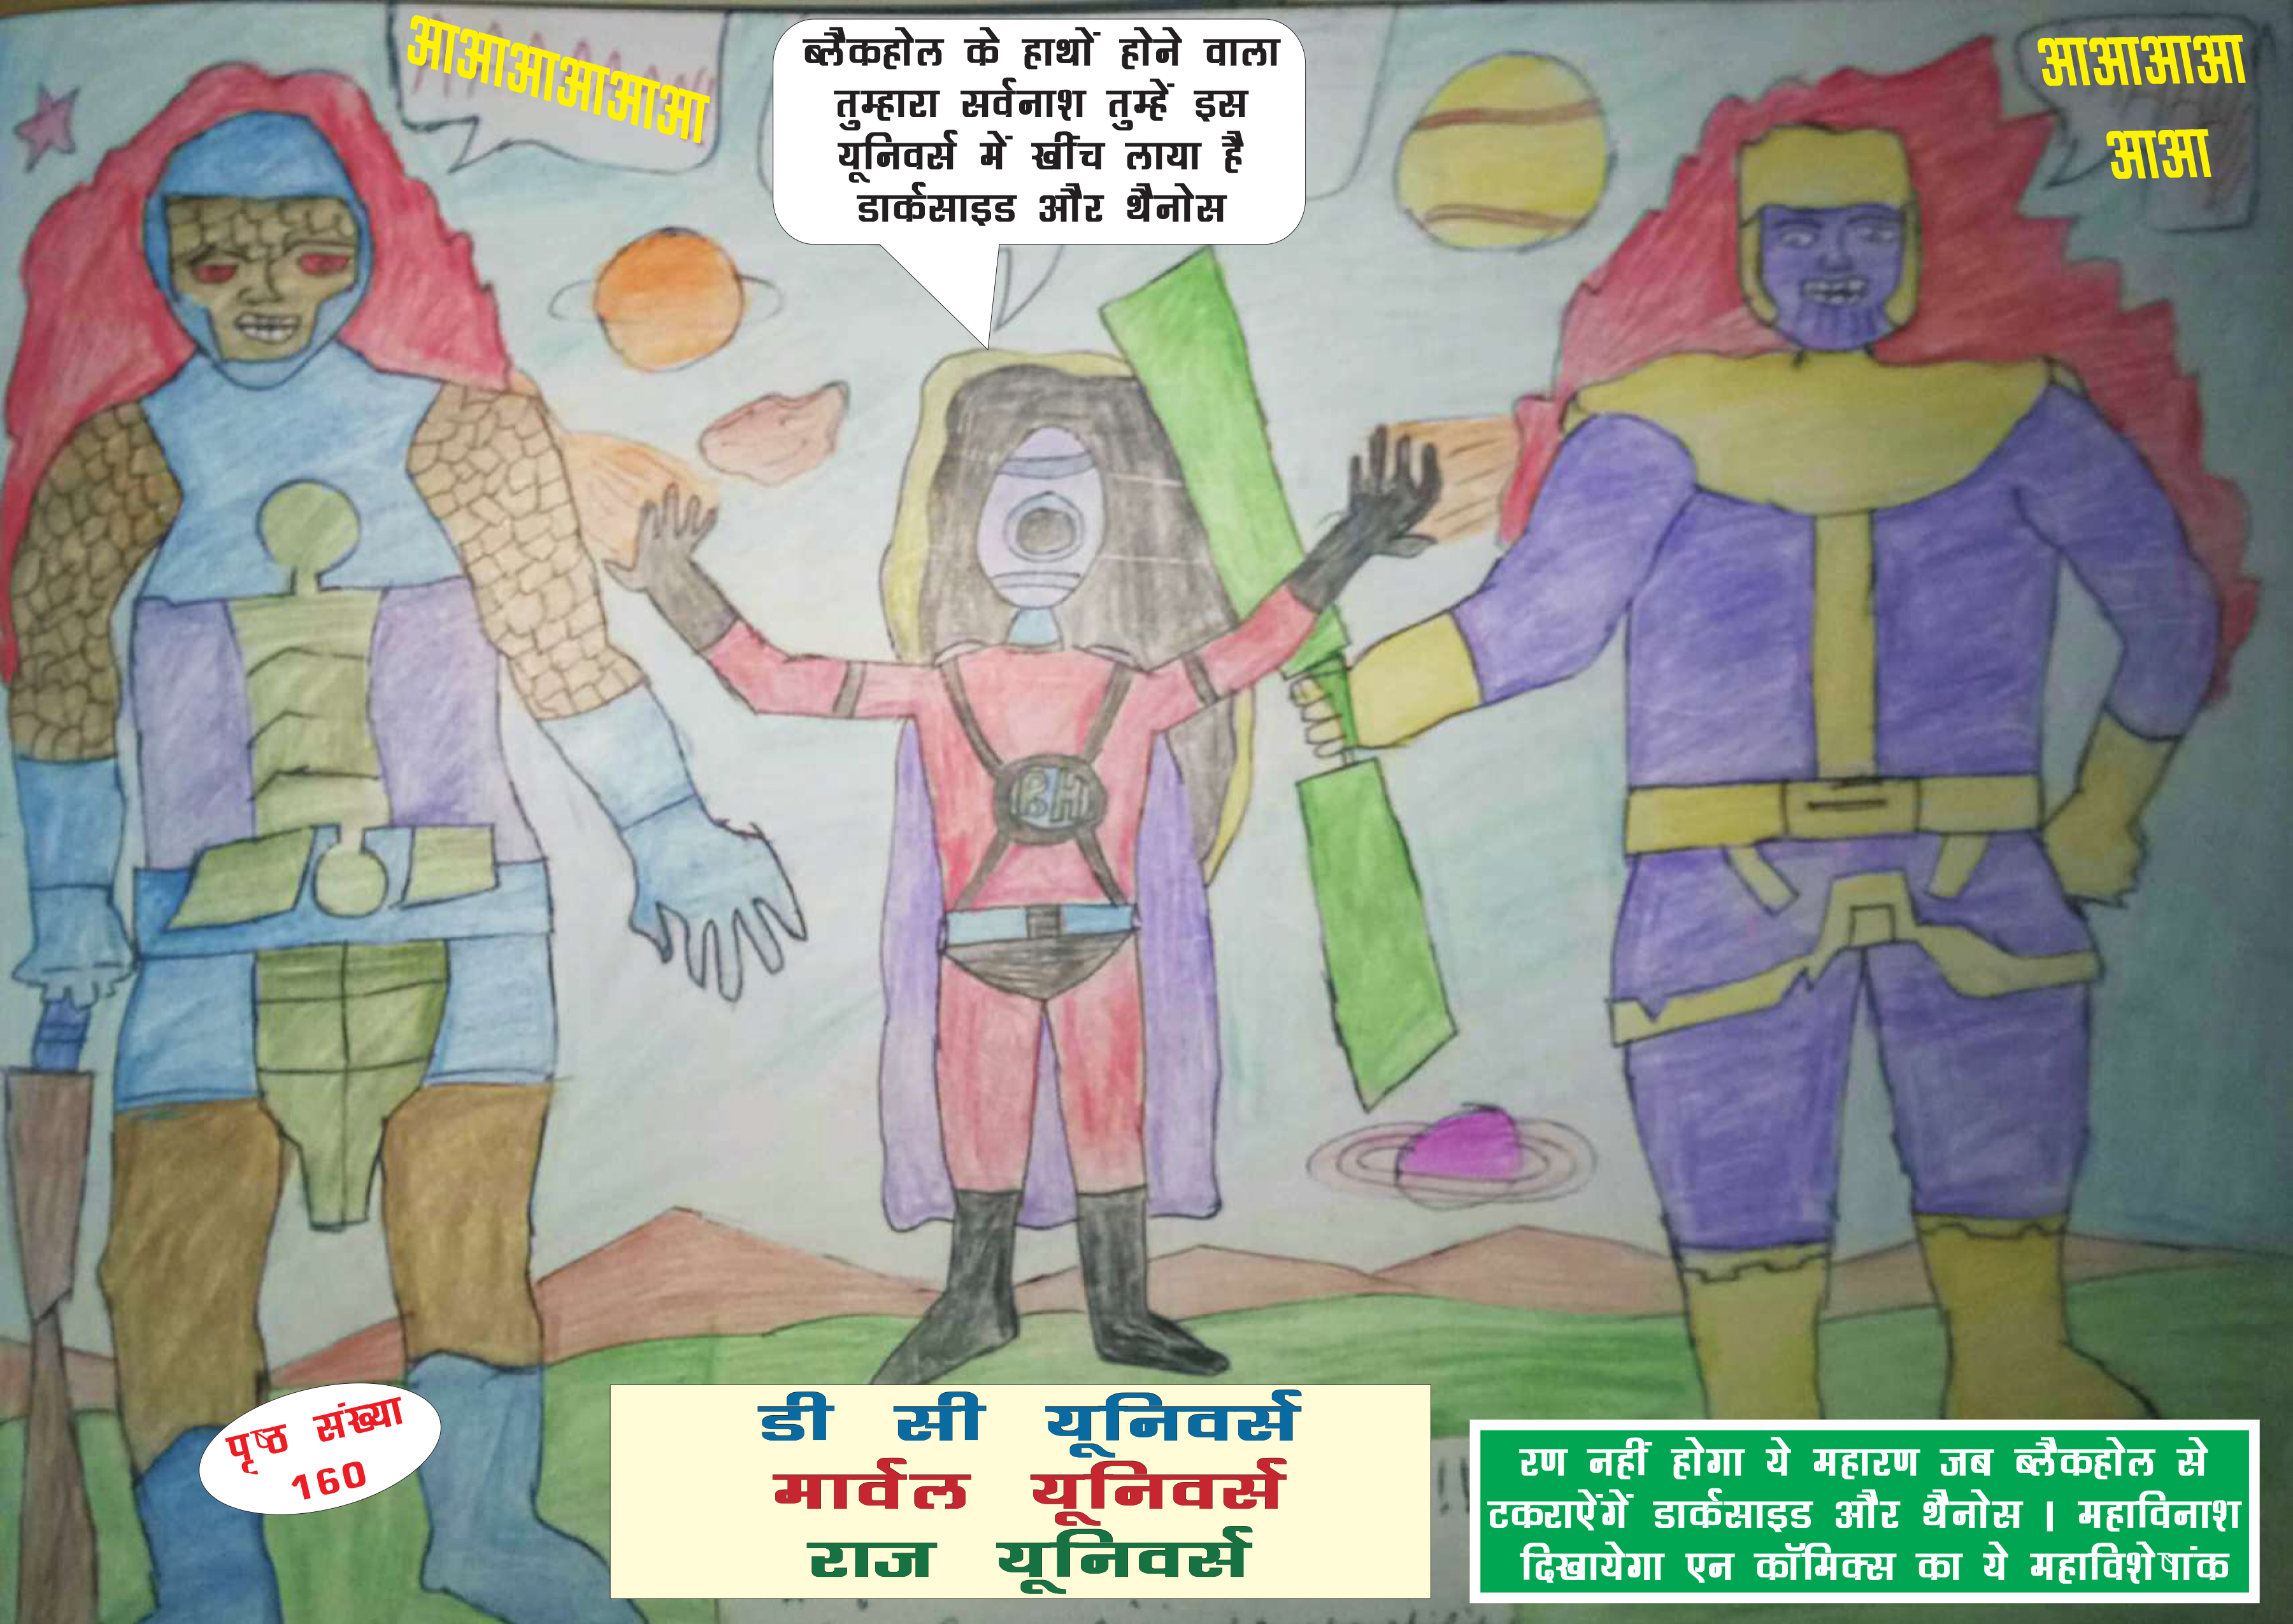 आआआआआआ
ब्लैकहोल के हाथों होने वाला
तुम्हारा सर्वनाश तुम्हें इस
यूनिवर्स में खींच लाया है
डार्कसाइड और थैनोस
आआआआ
आआ
BH
पृष्ठ संख्या
160
डी सी यूनिवर्स
मार्वल यूनिवर्स
राज यूनिवर्स
रण नहीं होगा ये महारण जब ब्लैकहोल से
टकराऐंगें डार्कसाइड और थैनोस । महाविनाश
दिखायेगा एन कॉमिक्स का ये महाविशेषांक